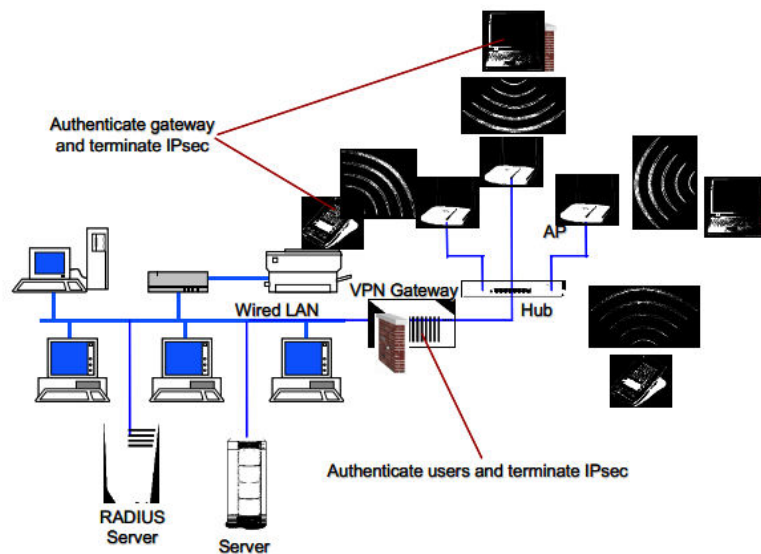 Authenticate gateway
and terminate IPsec
AP
VPN Gateway
Wired LAN
Hub
Authenticate users and terminate IPsec
RADIUS
Server
Server